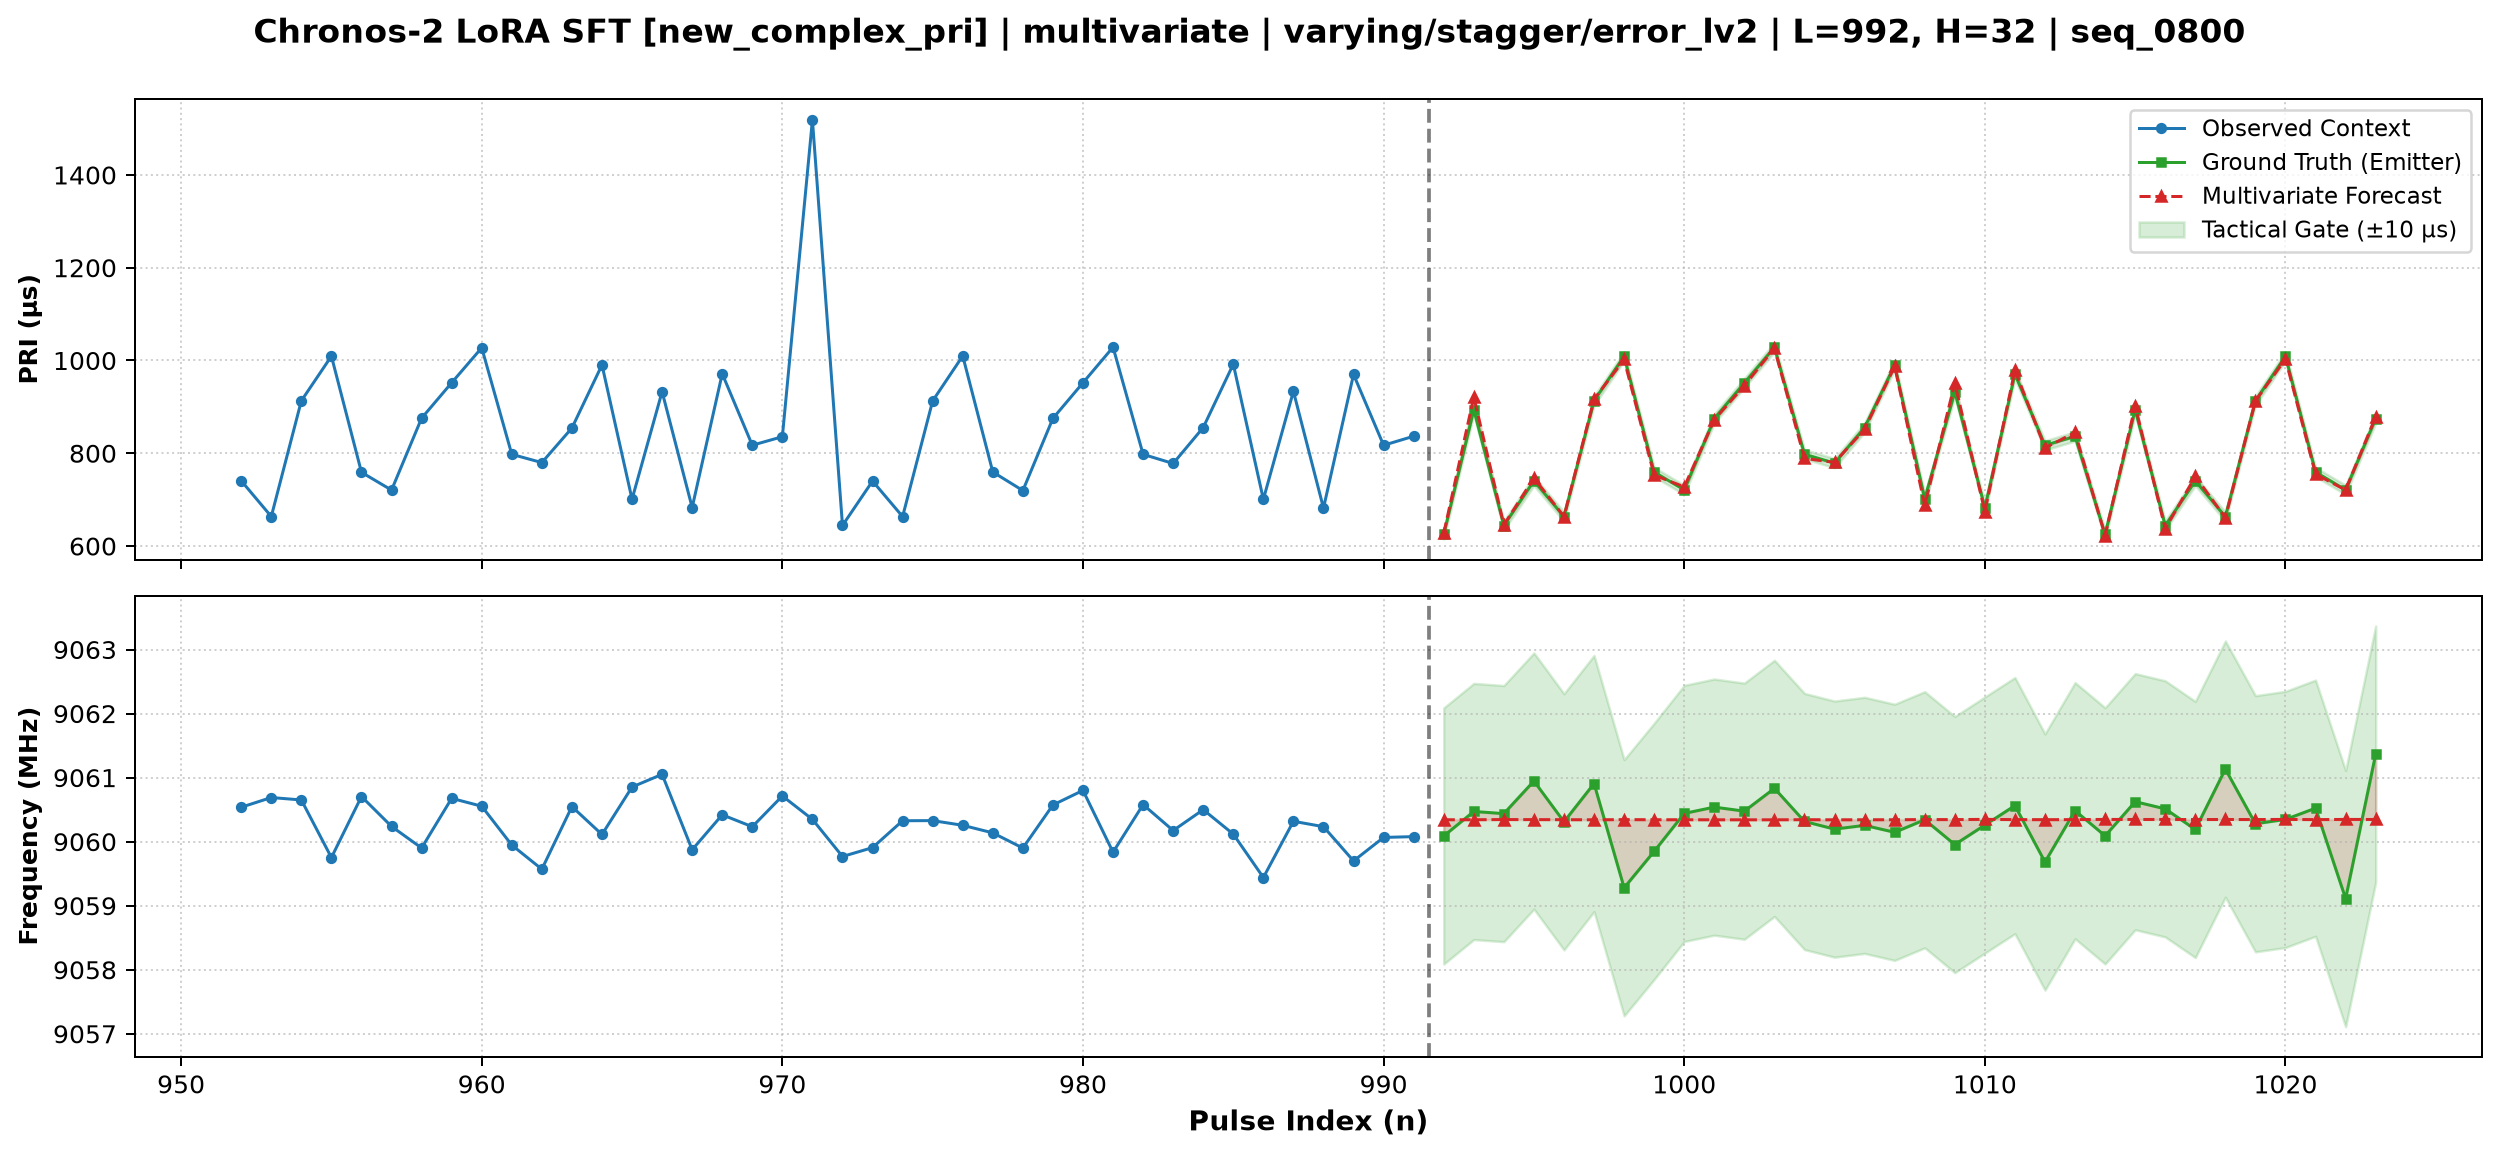 Chronos-2 LoRA SFT [new_complex_pri] | multivariate | varying/stagger/error_lv2 | L=992, H=32 | seq_0800
PRI (µs)
1400
1200
1000
800
600
Observed Context
Ground Truth (Emitter)
Multivariate Forecast
Tactical Gate (±10 µs)
Frequency (MHz)
9063
9062
9061
9060
9059
9058
9057
950 960 970 980 990 1000 1010 1020
Pulse Index (n)